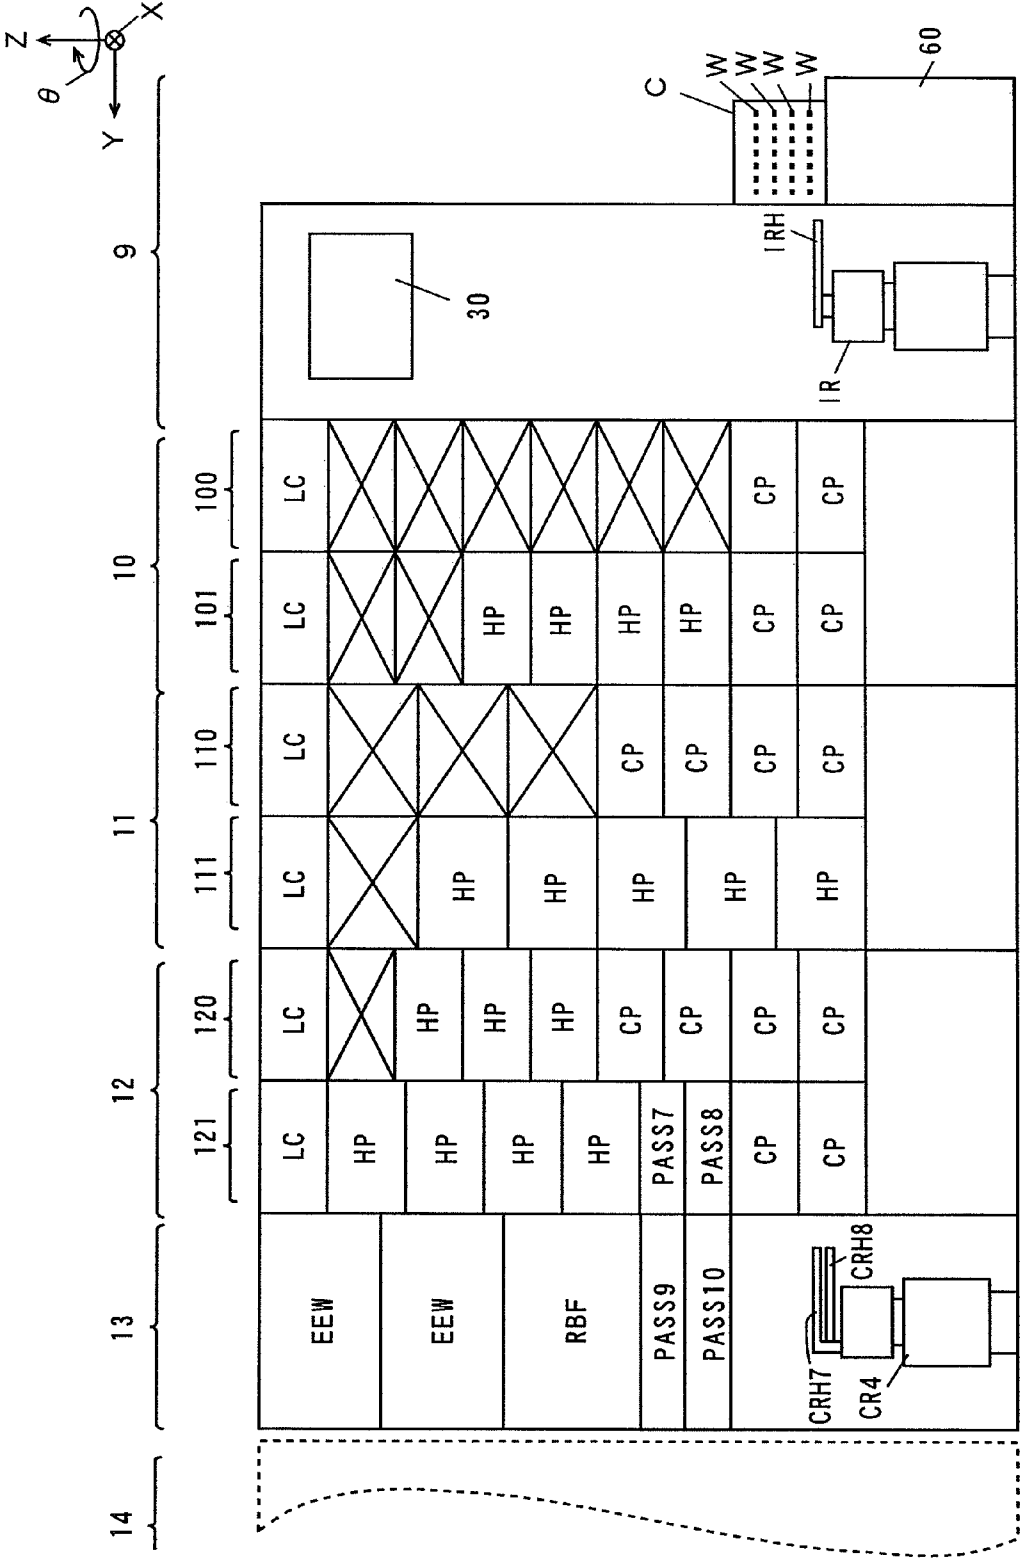 Z
X
θ
Y
9
10
11
12
13
14
100
101
110
111
120
121
C
W
W
W
W
60
30
IRH
IR
LC
CP
CP
LC
HP
HP
HP
HP
CP
CP
LC
CP
CP
CP
CP
LC
HP
HP
HP
HP
HP
LC
HP
HP
HP
CP
CP
CP
CP
LC
HP
HP
HP
HP
PASS7
PASS8
CP
CP
EEW
EEW
RBF
PASS9
PASS10
CRH7
CRH8
CR4